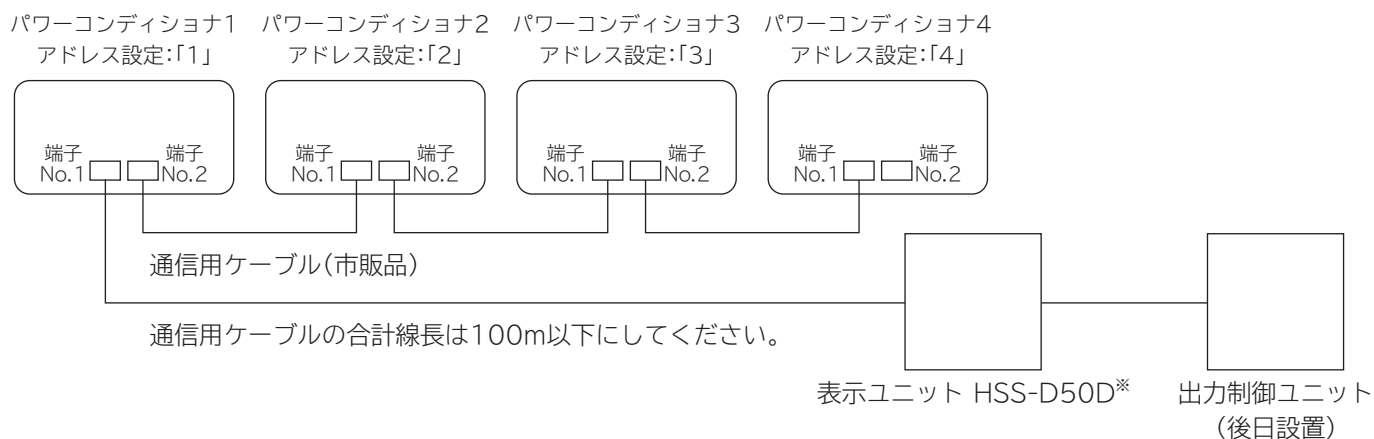 パワーコンディショナ1
アドレス設定:「1」
パワーコンディショナ2
アドレス設定:「2」
パワーコンディショナ3
アドレス設定:「3」
パワーコンディショナ4
アドレス設定:「4」
端子
No.1
端子
No.2
端子
No.1
端子
No.2
端子
No.1
端子
No.2
端子
No.1
端子
No.2
通信用ケーブル(市販品)
通信用ケーブルの合計線長は100m以下にしてください。
表示ユニット HSS-D50D※
出力制御ユニット
(後日設置)